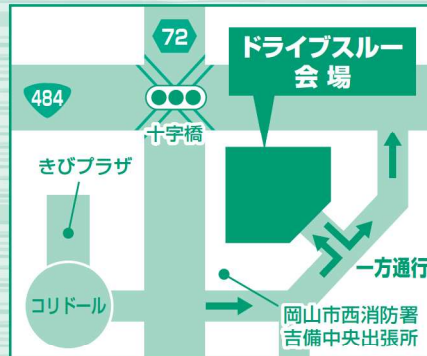 72
ドライブスルー
会場
484
十字橋
きびプラザ
一方通行
コリドール
岡山市西消防署
吉備中央出張所